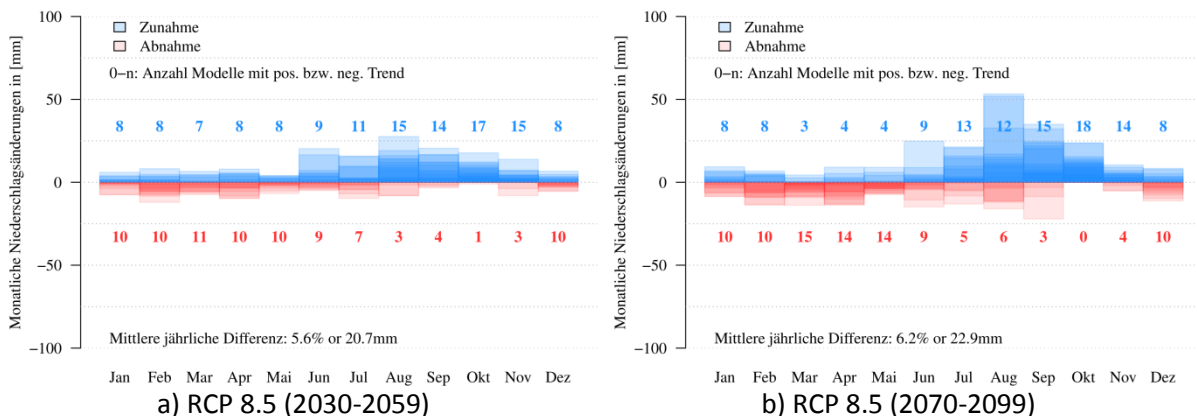 Monatliche Niederschlagsänderungen in [mm]
100
50
0
−50
−100
Zunahme
Abnahme
0−n: Anzahl Modelle mit pos. bzw. neg. Trend
8 8 7 8 8 9 11 15 14 17 15 8
10 10 11 10 10 9 7 3 4 1 3 10
Mittlere jährliche Differenz: 5.6% or 20.7mm
Jan Feb Mar Apr Mai Jun Jul Aug Sep Okt Nov Dez
a) RCP 8.5 (2030-2059)
Monatliche Niederschlagsänderungen in [mm]
100
50
0
−50
−100
Zunahme
Abnahme
0−n: Anzahl Modelle mit pos. bzw. neg. Trend
8 8 3 4 4 9 13 12 15 18 14 8
10 10 15 14 14 9 5 6 3 0 4 10
Mittlere jährliche Differenz: 6.2% or 22.9mm
Jan Feb Mar Apr Mai Jun Jul Aug Sep Okt Nov Dez
b) RCP 8.5 (2070-2099)